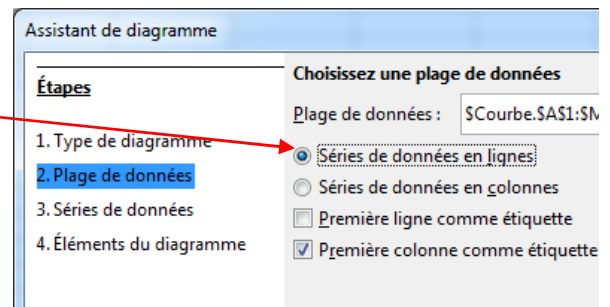 Assistant de diagramme
Étapes
1. Type de diagramme
2. Plage de données
3. Séries de données
4. Éléments du diagramme
Choisissez une plage de données
Plage de données : $Courbe.$A$1:$M
Séries de données en lignes
Séries de données en colonnes
Première ligne comme étiquette
Première colonne comme étiquette